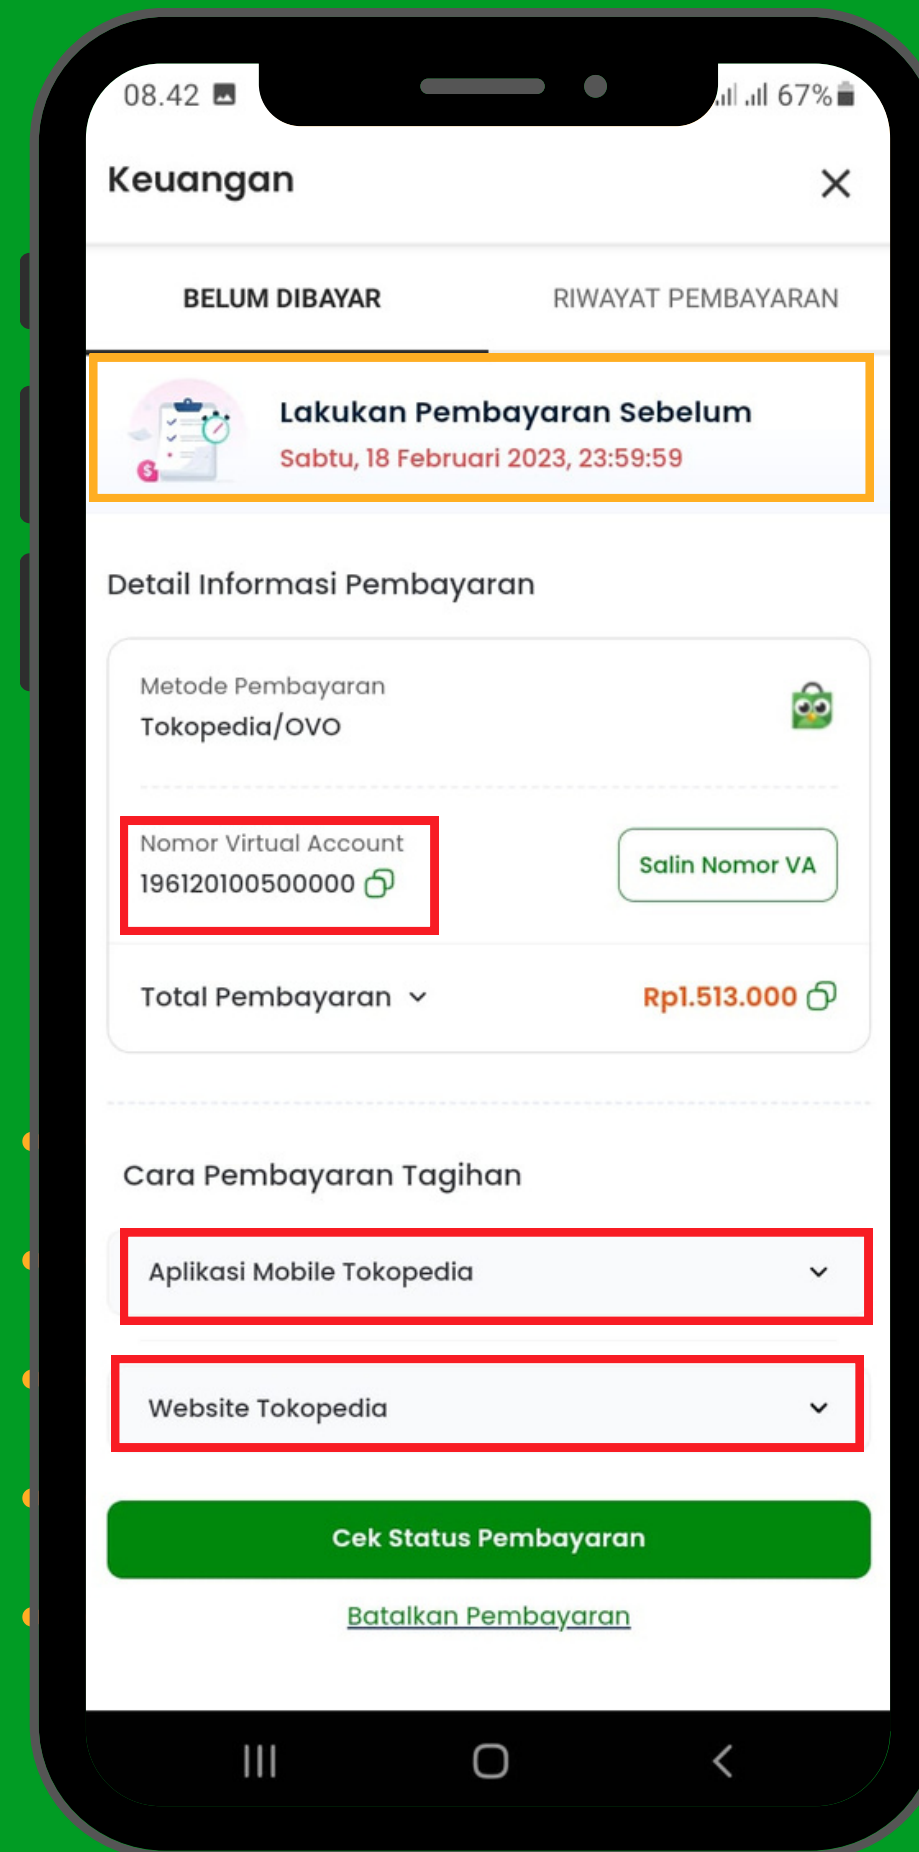 08.42 67%
Keuangan
BELUM DIBAYAR RIWAYAT PEMBAYARAN
Lakukan Pembayaran Sebelum
Sabtu, 18 Februari 2023, 23:59:59
Detail Informasi Pembayaran
Metode Pembayaran
Tokopedia/OVO
Nomor Virtual Account
196120100500000
Salin Nomor VA
Total Pembayaran Rp1.513.000
Cara Pembayaran Tagihan
Aplikasi Mobile Tokopedia
Website Tokopedia
Cek Status Pembayaran
Batalkan Pembayaran